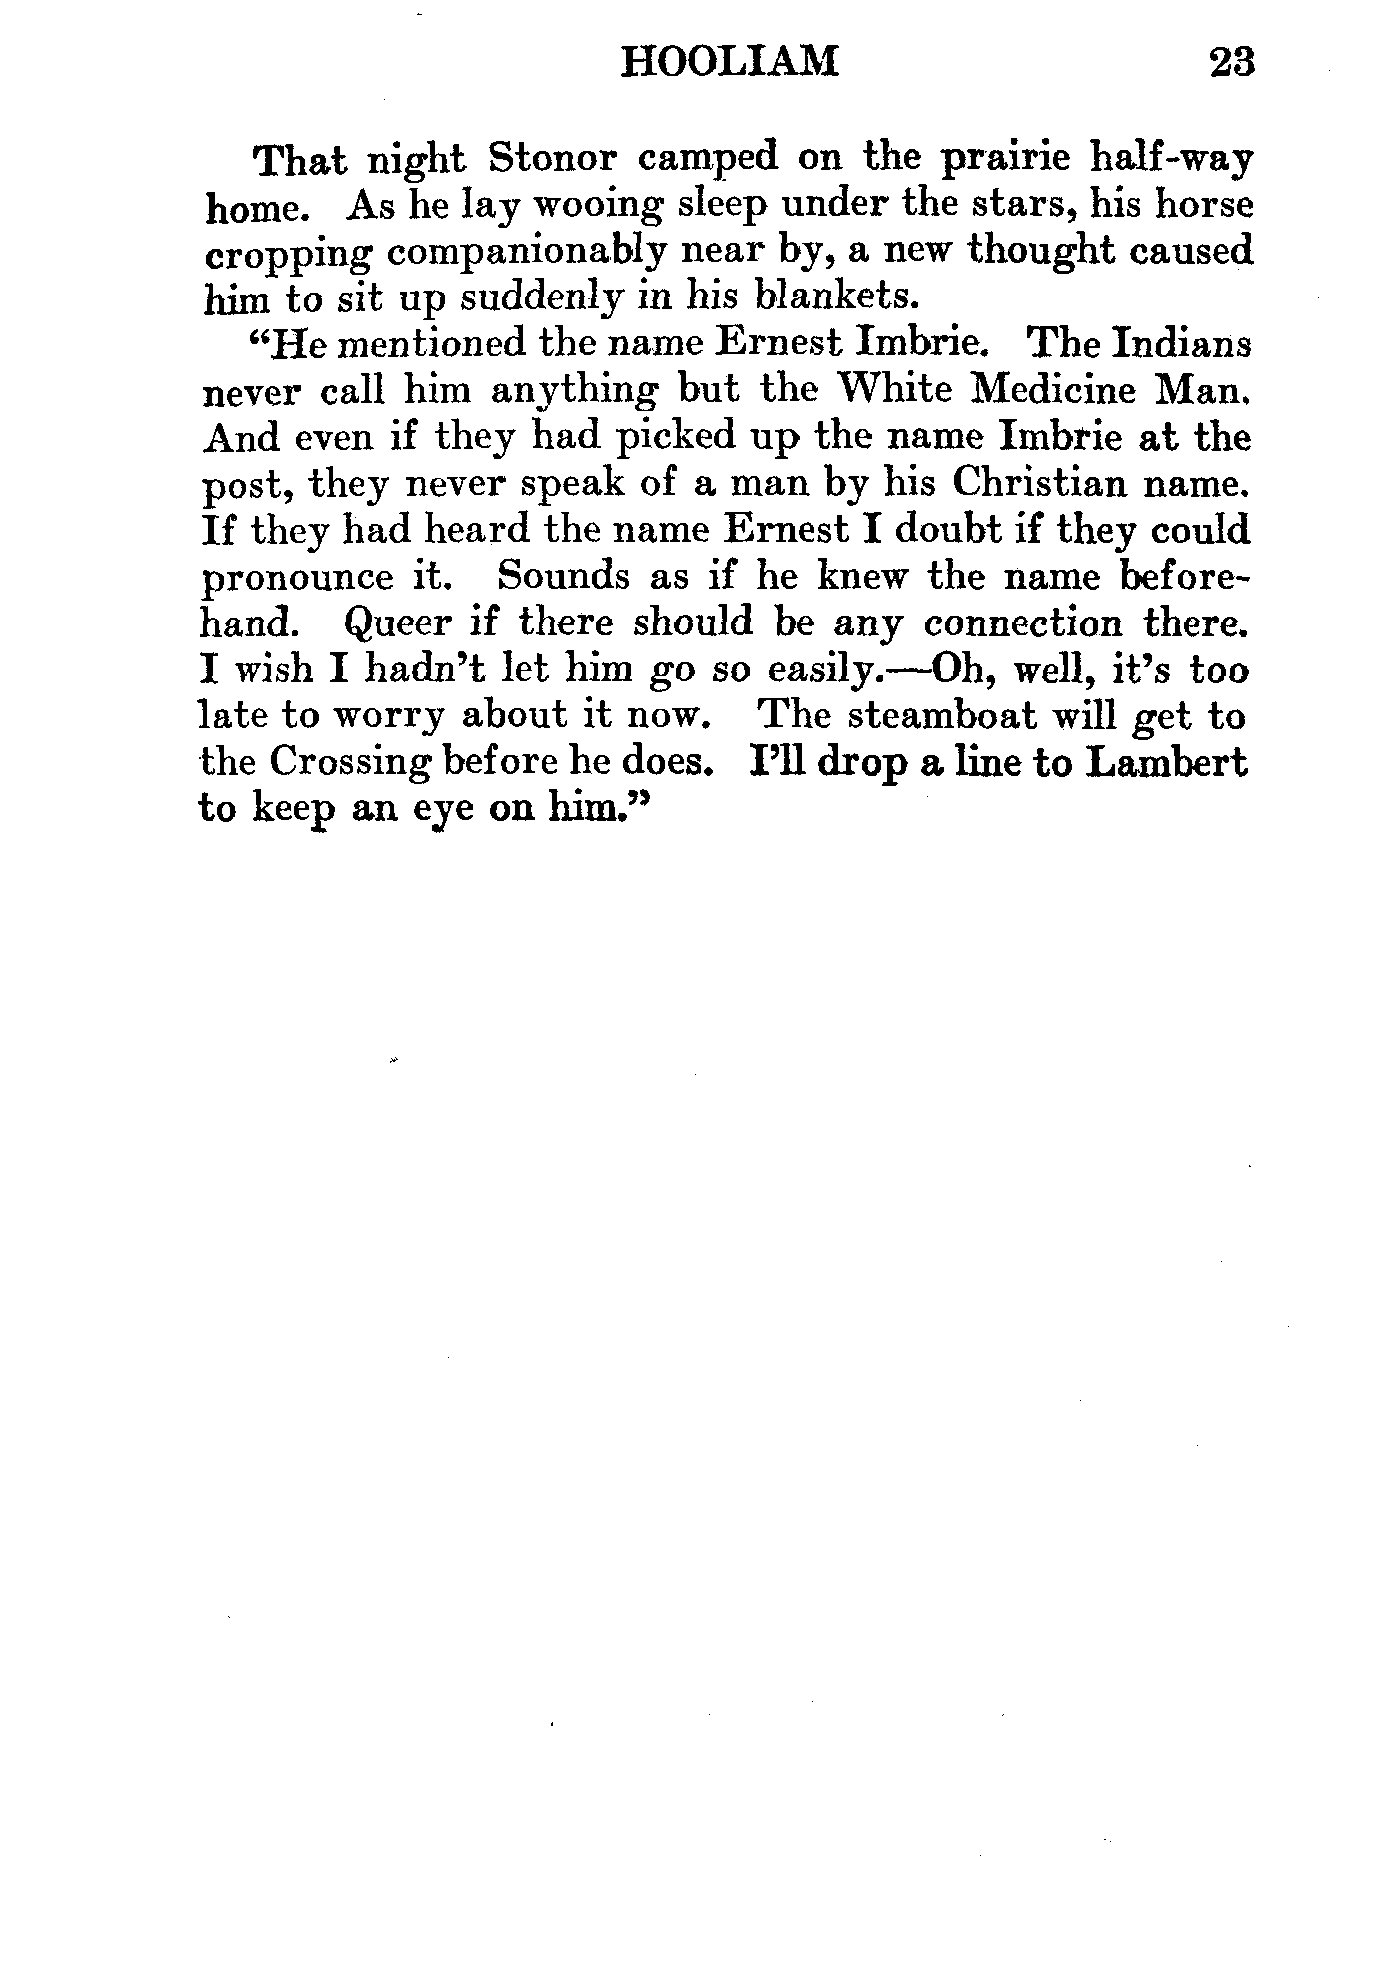 HOOLIAM 23
That night Stonor camped on the prairie half-way
home. As he lay wooing sleep under the stars, his horse
cropping companionably near by, a new thought caused
him to sit up suddenly in his blankets.
“He mentioned the name Ernest Imbrie. The Indians
never call him anything but the White Medicine Man.
And even if they had picked up the name Imbrie at the
post, they never speak of a man by his Christian name.
If they had heard the name Ernest I doubt if they could
pronounce it. Sounds as if he knew the name before-
hand. Queer if there should be any connection there.
I wish I hadn’t let him go so easily.—Oh, well, it’s too
late to worry about it now. The steamboat will get to
the Crossing before he does. I’ll drop a line to Lambert
to keep an eye on him.”